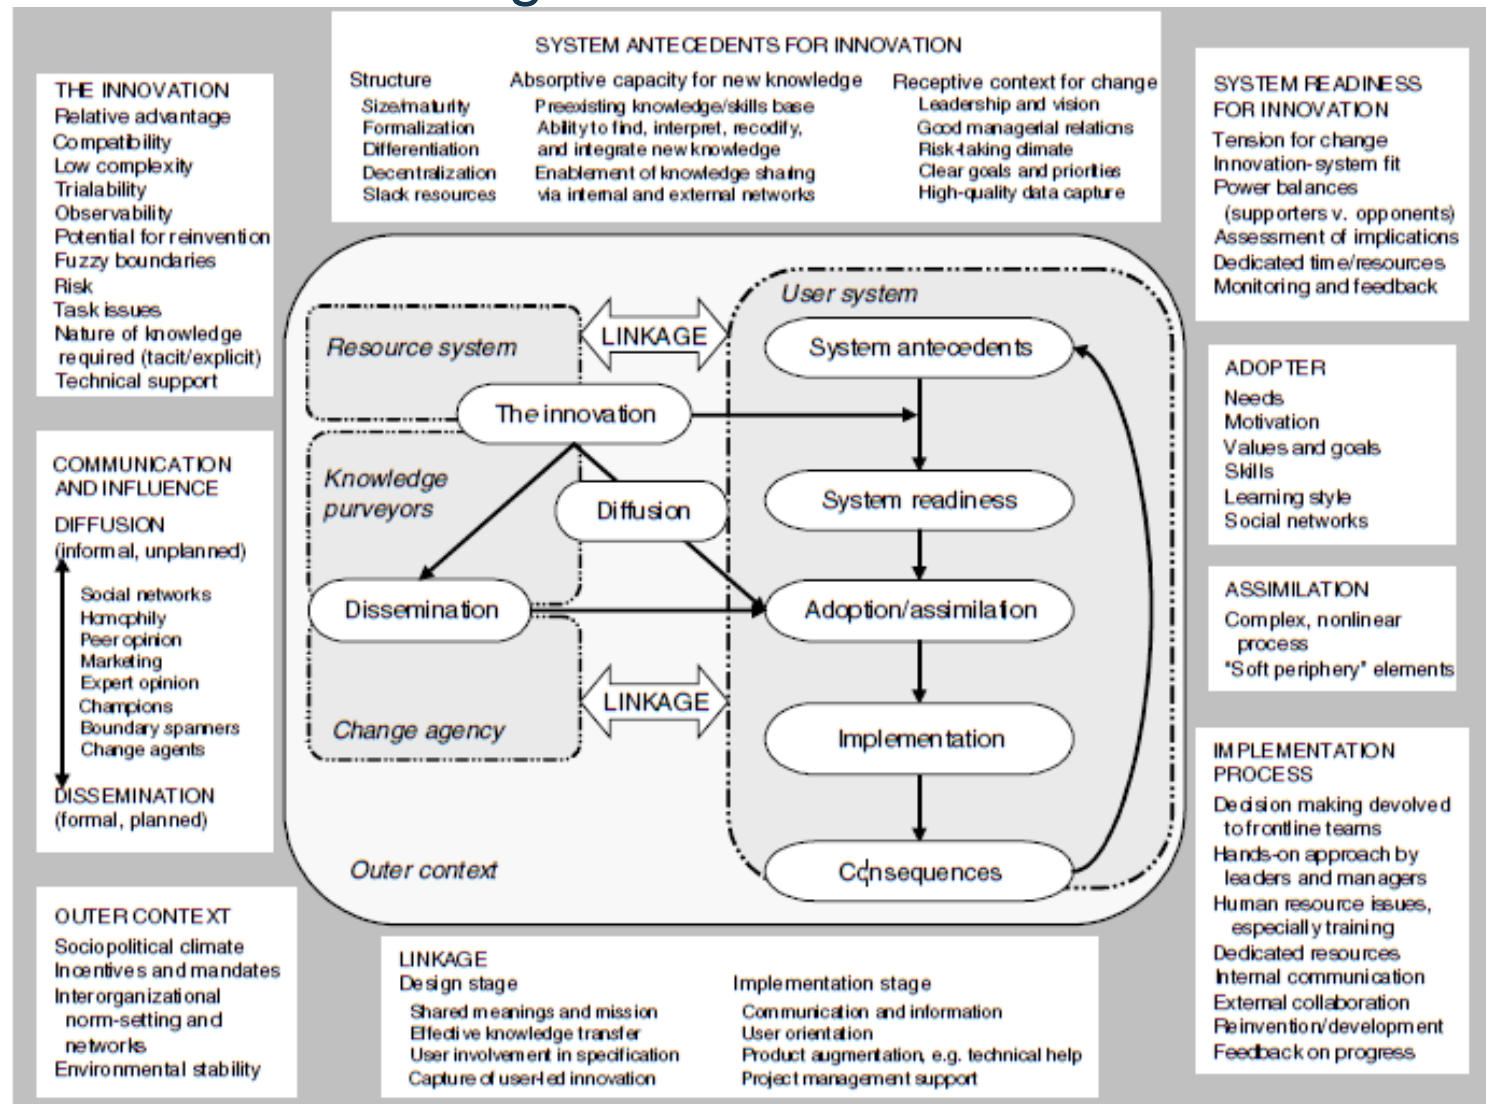 SYSTEM ANTECEDENTS FOR INNOVATION
Structure
Size/maturity
Formalization
Differentiation
Decentralization
Slack resources
Absorptive capacity for new knowledge
Preexisting knowledge/skills base
Ability to find, interpret, recodify,
and integrate new knowledge
Enablement of knowledge sharing
via internal and external networks
Receptive context for change
Leadership and vision
Good managerial relations
Risk-taking climate
Clear goals and priorities
High-quality data capture
THE INNOVATION
Relative advantage
Compatibility
Low complexity
Trialability
Observability
Potential for reinvention
Fuzzy boundaries
Risk
Task issues
Nature of knowledge
required (tacit/explicit)
Technical support
COMMUNICATION
AND INFLUENCE
DIFFUSION
(informal, unplanned)
Social networks
Homophily
Peer opinion
Marketing
Expert opinion
Champions
Boundary spanners
Change agents
DISSEMINATION
(formal, planned)
OUTER CONTEXT
Sociopolitical climate
Incentives and mandates
Interorganizational
norm-setting and
networks
Environmental stability
Resource system
LINKAGE
User system
System antecedents
The innovation
Knowledge
purveyors
Diffusion
System readiness
Dissemination
Adoption/assimilation
Change agency
LINKAGE
Implementation
Outer context
Consequences
SYSTEM READINESS
FOR INNOVATION
Tension for change
Innovation-system fit
Power balances
(supporters v. opponents)
Assessment of implications
Dedicated time/resources
Monitoring and feedback
ADOPTER
Needs
Motivation
Values and goals
Skills
Learning style
Social networks
ASSIMILATION
Complex, nonlinear
process
"Soft periphery" elements
IMPLEMENTATION
PROCESS
Decision making devolved
to frontline teams
Hands-on approach by
leaders and managers
Human resource issues,
especially training
Dedicated resources
Internal communication
External collaboration
Reinvention/development
Feedback on progress
LINKAGE
Design stage
Shared meanings and mission
Effective knowledge transfer
User involvement in specification
Capture of user-led innovation
Implementation stage
Communication and information
User orientation
Product augmentation, e.g. technical help
Project management support